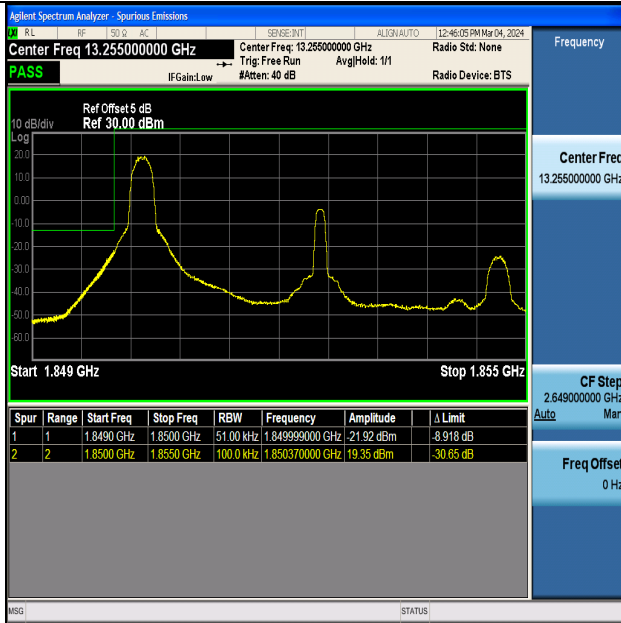 Agilent Spectrum Analyzer - Spurious Emissions
RL RF 50 Ω AC SENSE:INT ALIGNAUTO 12:46:05 PM Mar 04, 2024
Center Freq 13.255000000 GHz
Center Freq: 13.255000000 GHz
Radio Std: None
Trig: Free Run Avg|Hold: 1/1
PASS
IFGain:Low
#Atten: 40 dB
Radio Device: BTS
Ref Offset 5 dB
10 dB/div Ref 30.00 dBm
Log
20.0
10.0
0.00
-10.0
-20.0
-30.0
-40.0
-50.0
-60.0
Start 1.849 GHz Stop 1.855 GHz
Spur Range Start Freq Stop Freq RBW Frequency Amplitude Δ Limit
1 1 1.8490 GHz 1.8500 GHz 51.00 kHz 1.849999000 GHz -21.92 dBm -8.918 dB
2 2 1.8500 GHz 1.8550 GHz 100.0 kHz 1.850370000 GHz 19.35 dBm -30.65 dB
Frequency
Center Freq
13.255000000 GHz
CF Step
2.649000000 GHz
Auto Man
Freq Offset
0 Hz
MSG STATUS